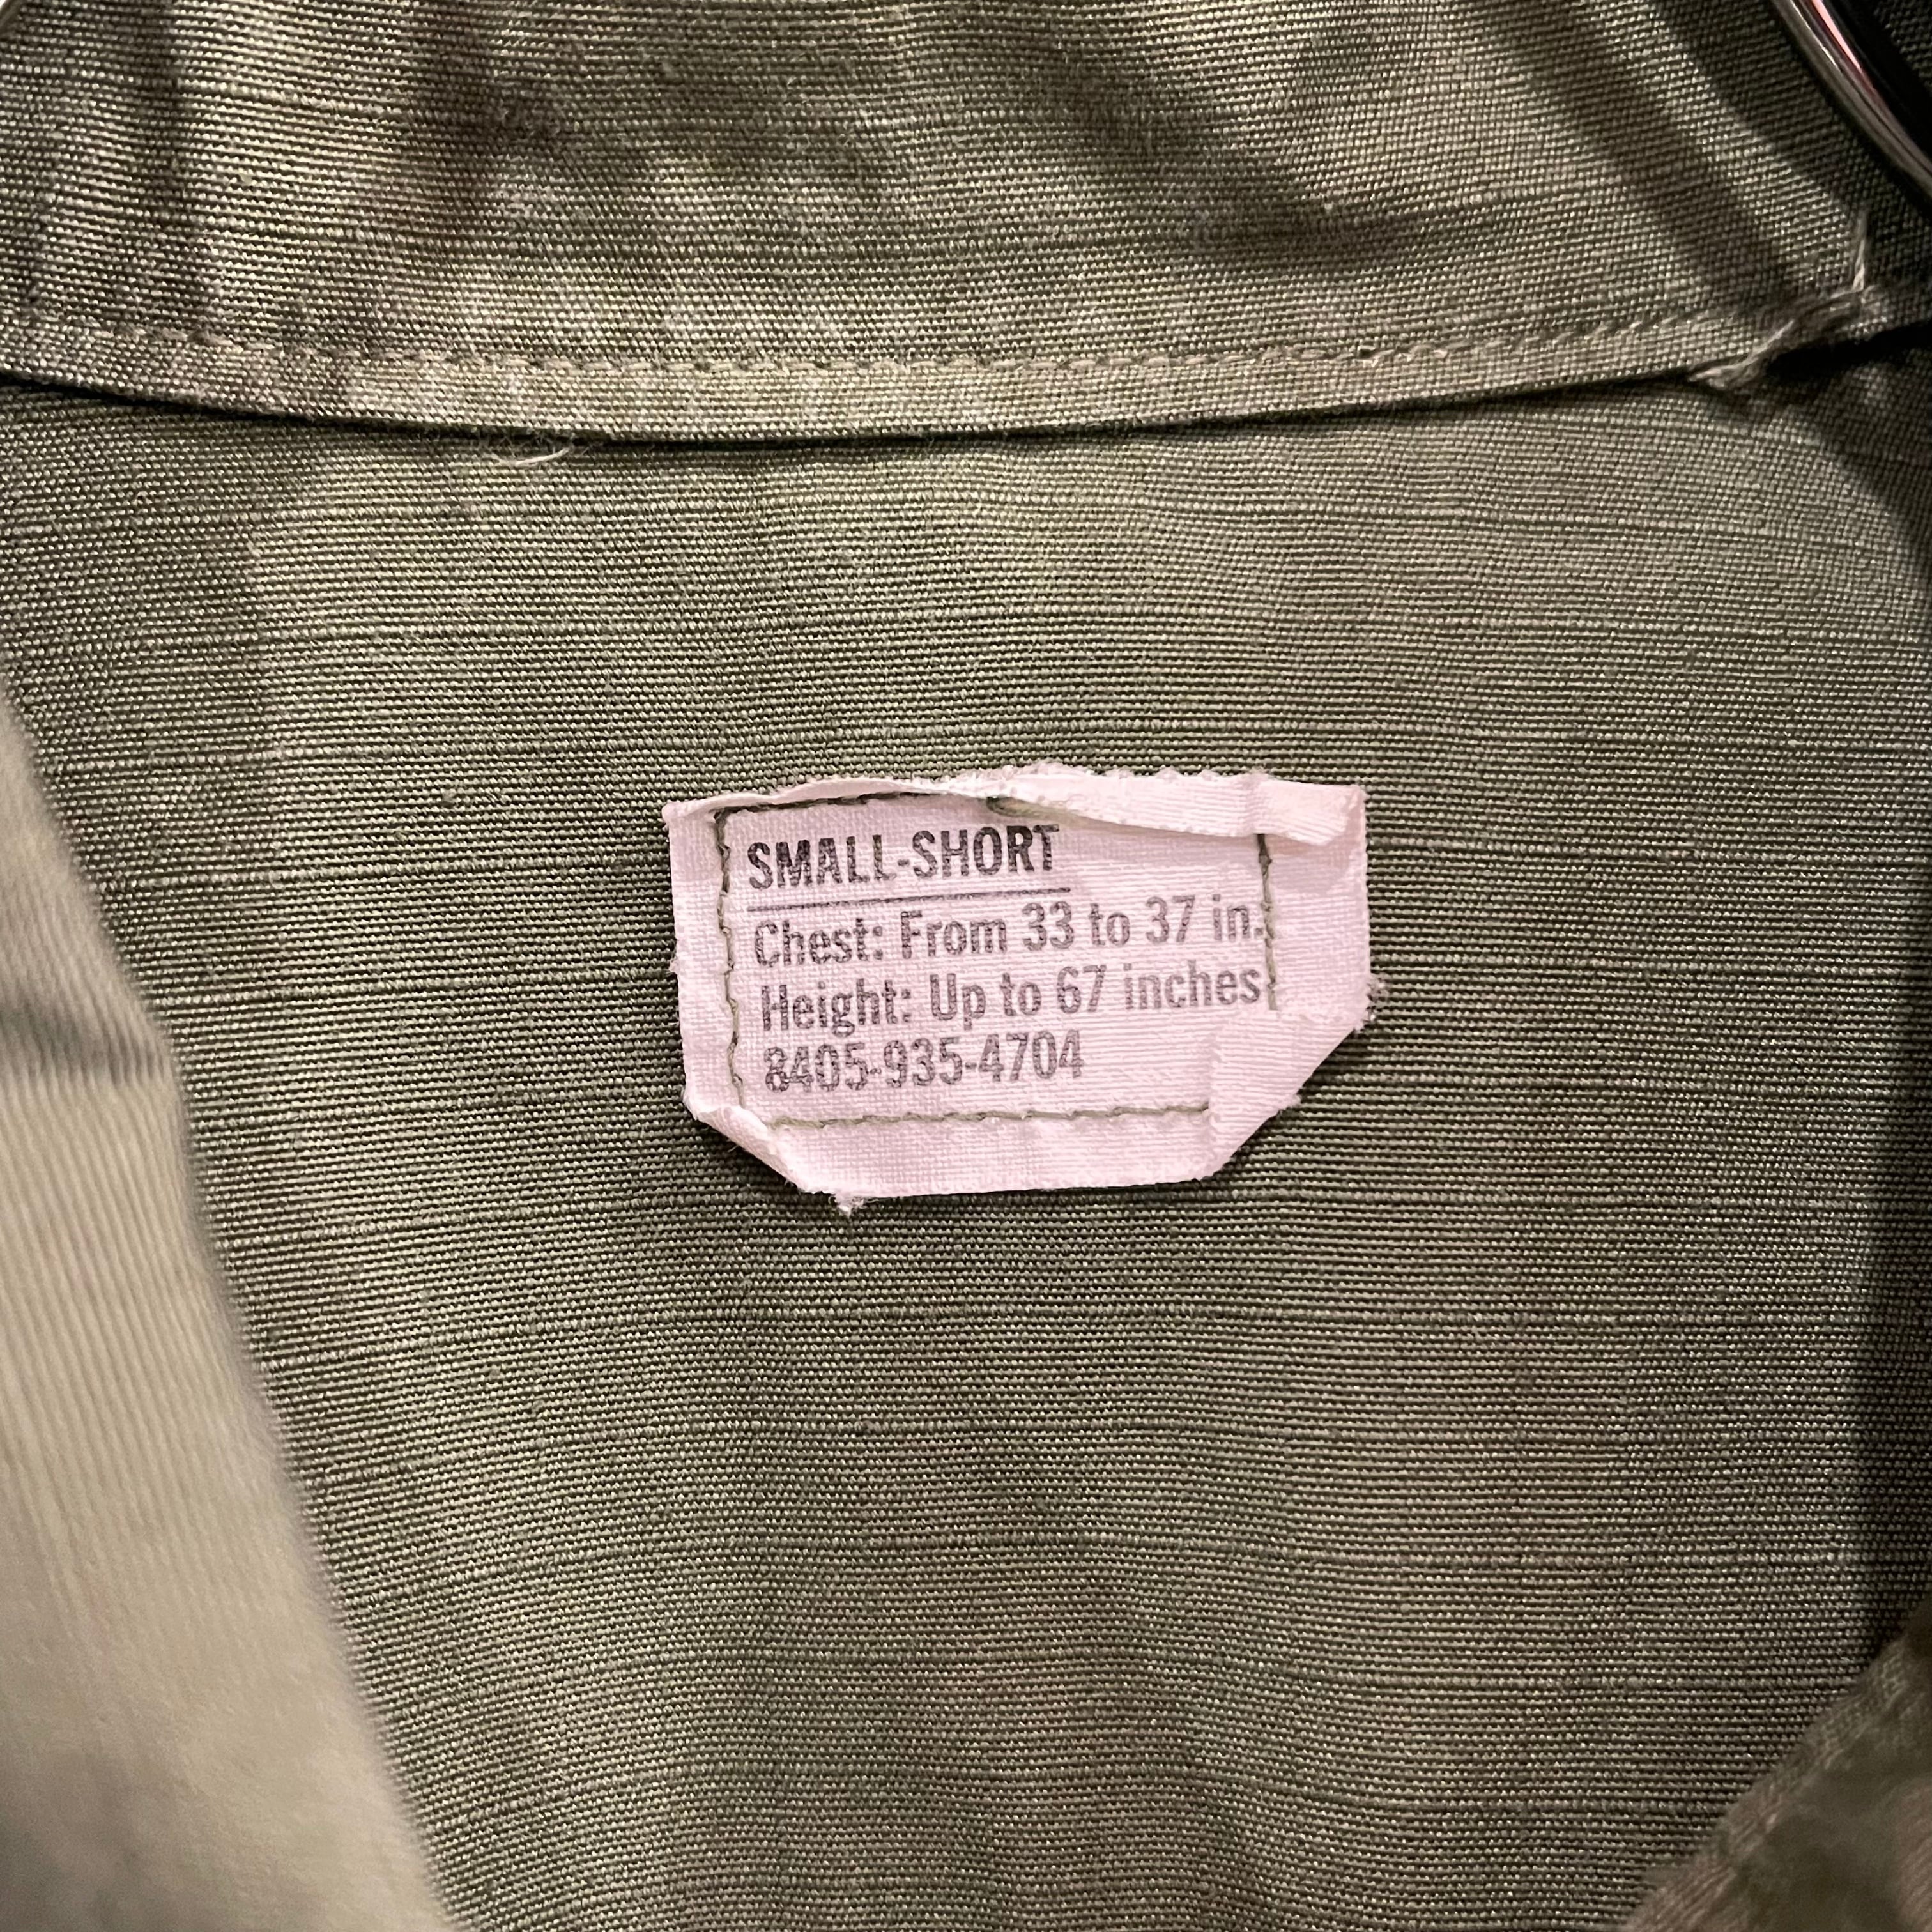 SMALL-SHORT
Chest: From 33 to 37 in.
Height: Up to 67 inches
8405-935-4704